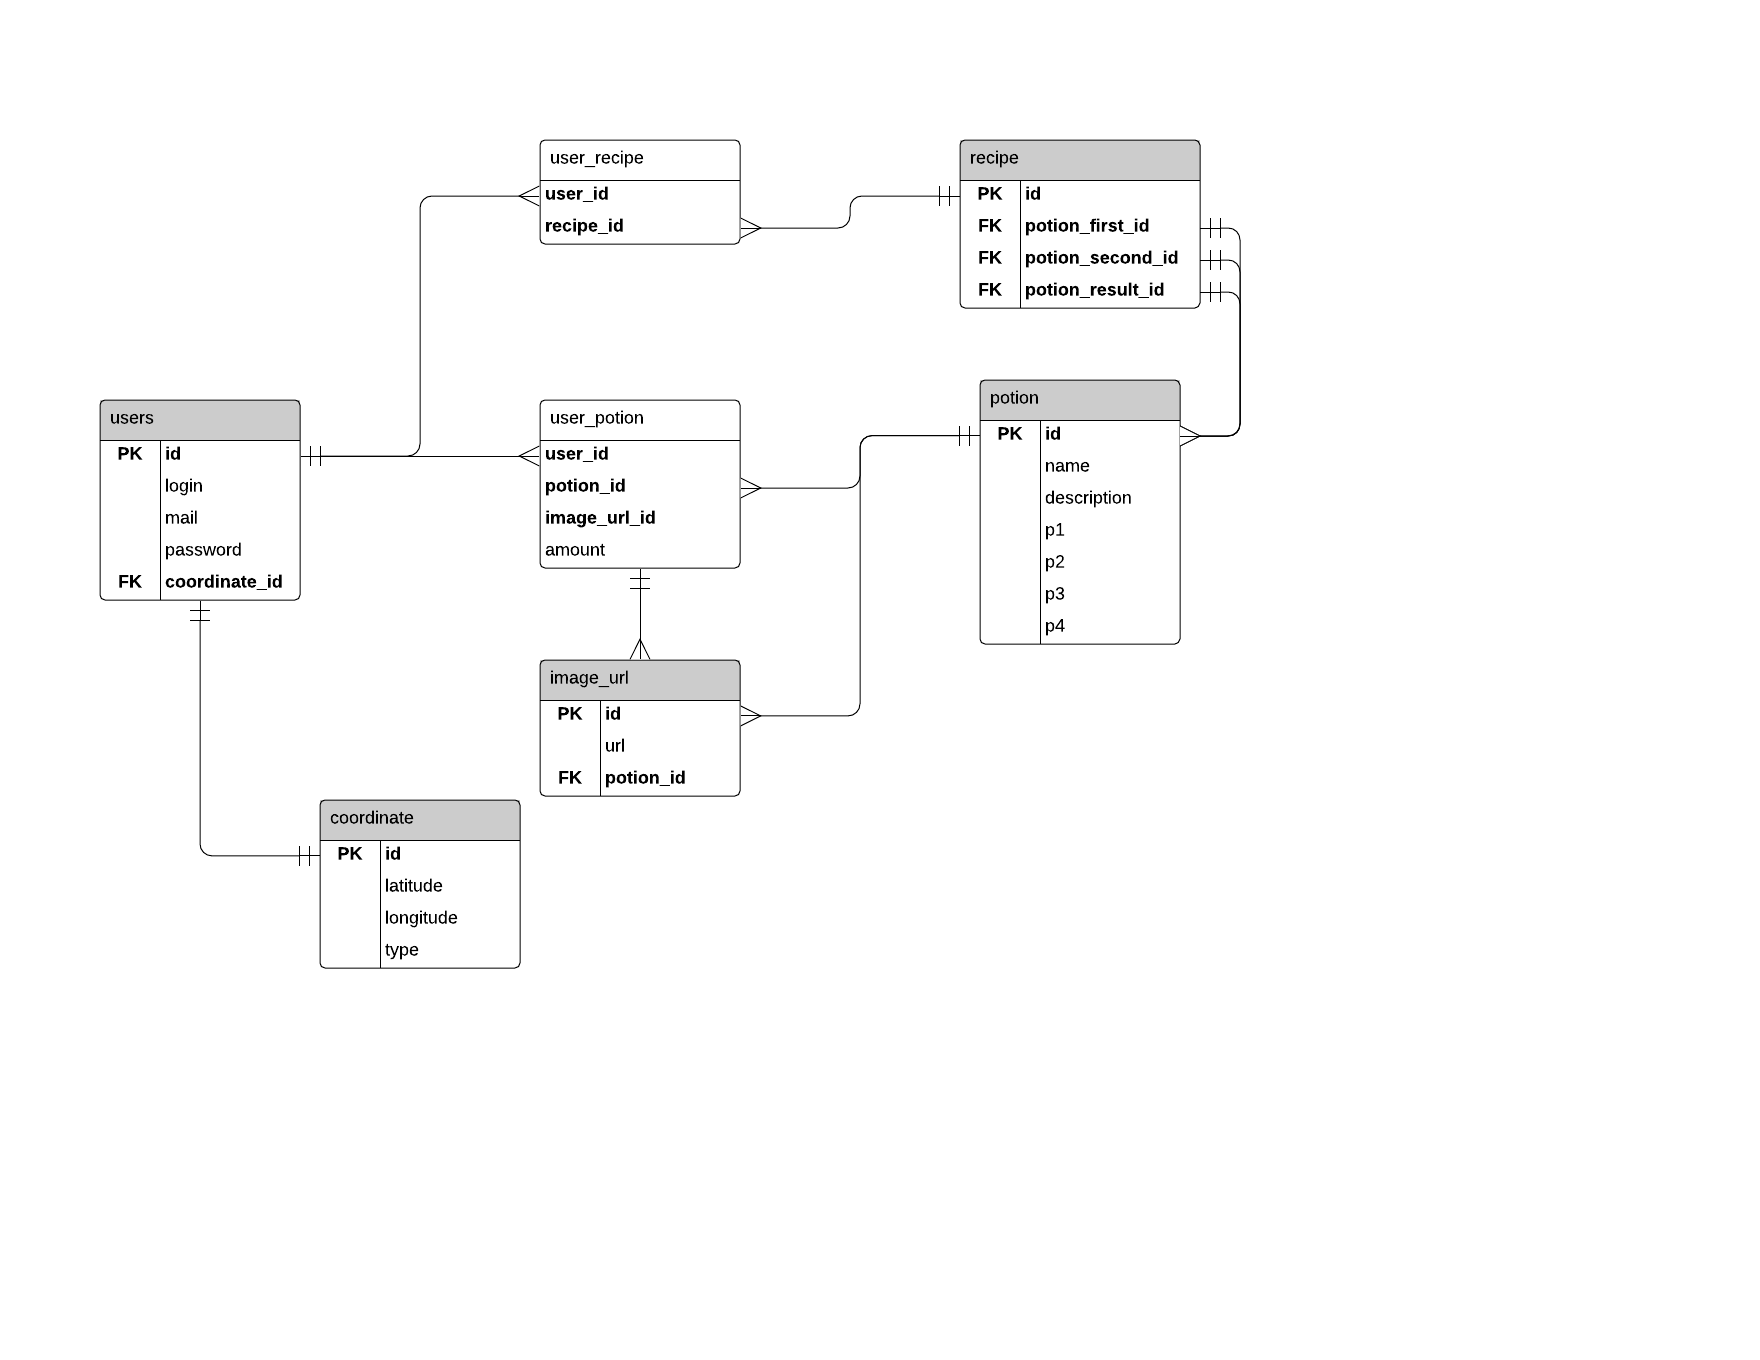 user_recipe
user_id
recipe_id
recipe
PK id
FK potion_first_id
FK potion_second_id
FK potion_result_id
users
PK id
login
mail
password
FK coordinate_id
user_potion
user_id
potion_id
image_url_id
amount
potion
PK id
name
description
p1
p2
p3
p4
image_url
PK id
url
FK potion_id
coordinate
PK id
latitude
longitude
type